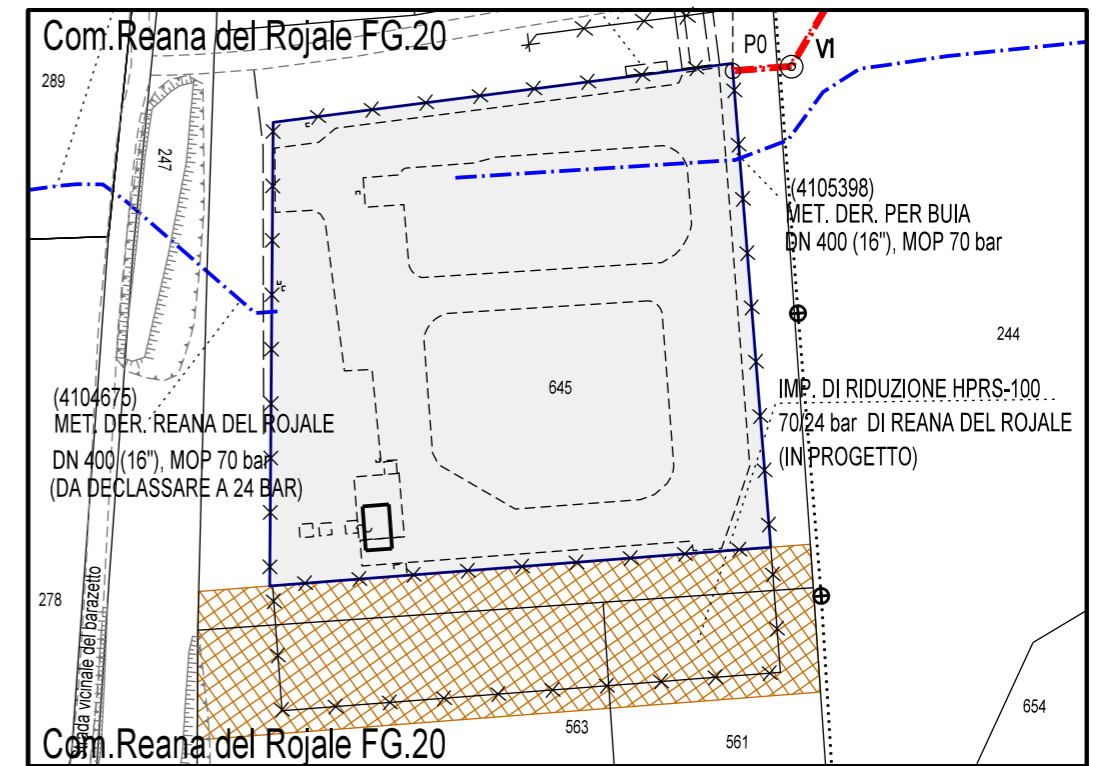 Com.Reana del Rojale FG.20
P0
V1
289
247
(4105398)
MET. DER. PER BUIA
DN 400 (16"), MOP 70 bar
244
645
(4104675)
MET. DER. REANA DEL ROJALE
DN 400 (16"), MOP 70 bar
(DA DECLASSARE A 24 BAR)
IMP. DI RIDUZIONE HPRS-100
70/24 bar DI REANA DEL ROJALE
(IN PROGETTO)
278
Strada vicinale del barazetto
654
563
561
Com.Reana del Rojale FG.20